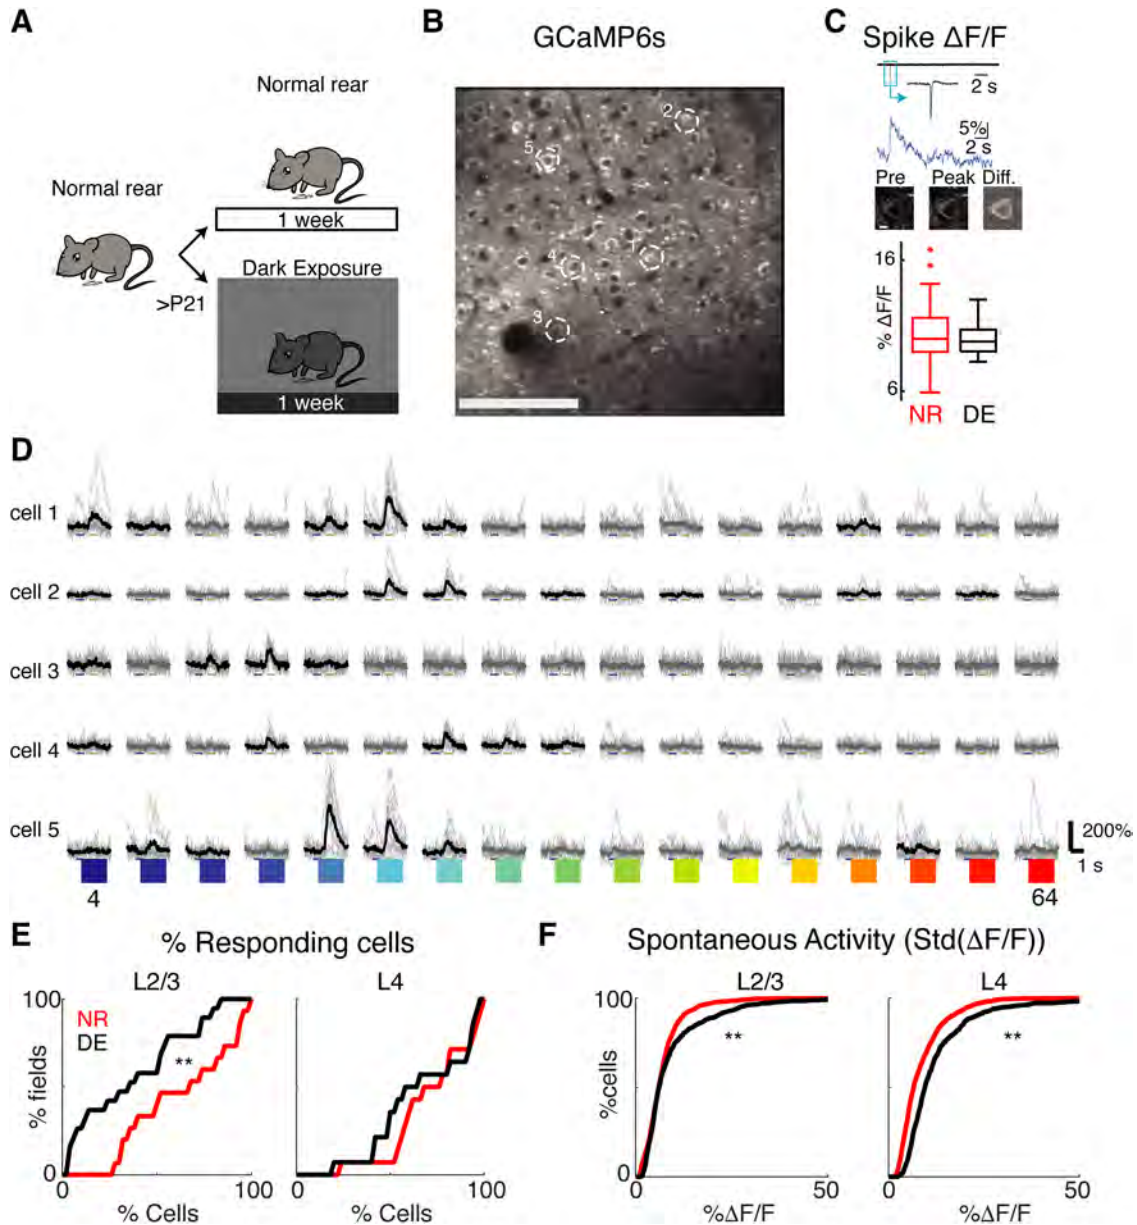 A
Normal rear
Normal rear
1 week
Dark Exposure
>P21
1 week
B
GCaMP6s
2
5
1
4
3
C
Spike ΔF/F
2 s
5%
2 s
Pre
Peak
Diff.
16
% ΔF/F
6
NR
DE
D
cell 1
cell 2
cell 3
cell 4
cell 5
200%
1 s
4
64
E
% Responding cells
L2/3
L4
100
NR
DE
**
% fields
0
0
100
100
% Cells
% Cells
F
Spontaneous Activity (Std(ΔF/F))
L2/3
L4
100
**
**
%cells
0
0
50
50
%ΔF/F
%ΔF/F